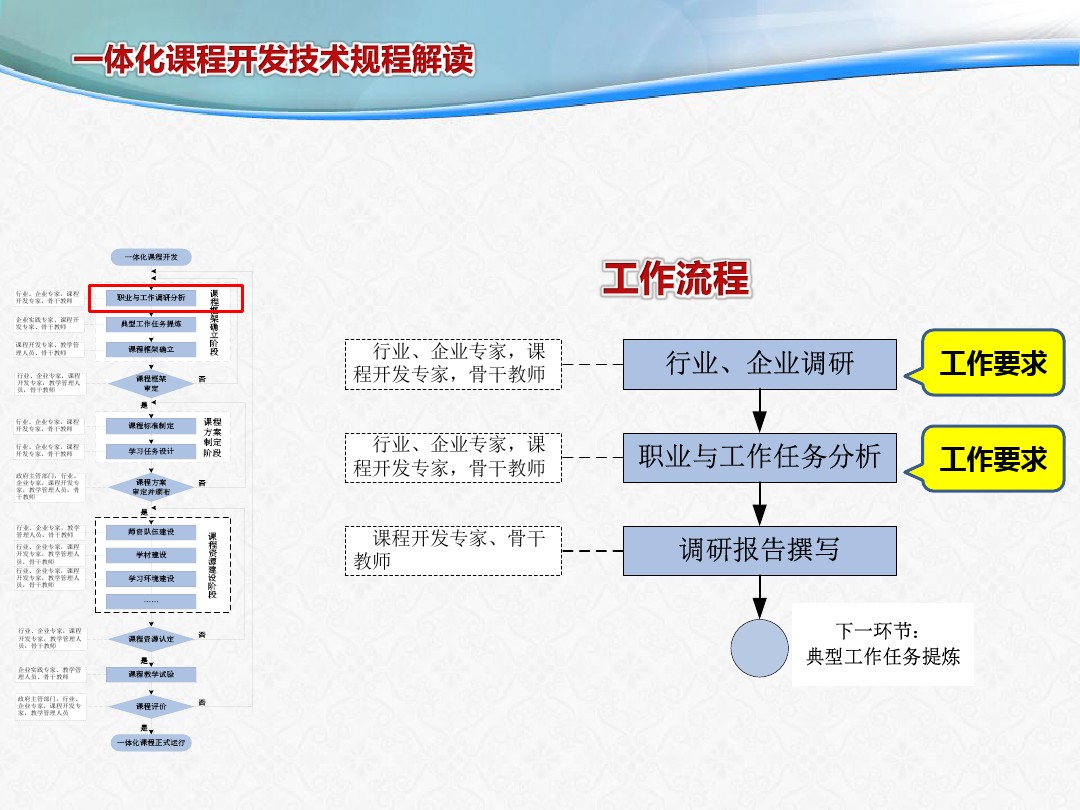 一体化课程开发技术规程解读
一体化课程开发
行业、企业专家，课程
开发专家，骨干教师
职业与工作调研分析
企业实践专家、课程开
发专家、骨干教师
典型工作任务提炼
课程开发专家、教学管
理人员、骨干教师
课程框架确立
课程框架确立阶段
行业、企业专家，课程
开发专家，教学管理人
员，骨干教师
课程框架
审定
否
是
行业、企业专家，课程
开发专家，骨干教师
课程标准制定
行业、企业专家，课程
开发专家，骨干教师
学习任务设计
课程
方案
制定
阶段
政府主管部门，行业、
企业专家，课程开发专
家，教学管理人员，骨
干教师
课程方案
审定并颁布
否
是
行业、企业专家，教学
管理人员，骨干教师
师资队伍建设
行业、企业专家，课程
开发专家，教学管理人
员，骨干教师
学材建设
行业、企业专家，课程
开发专家，教学管理人
员，骨干教师
学习环境建设
……
课程资源建设阶段
行业、企业专家，课程
开发专家，教学管理人
员，骨干教师
课程资源认定
否
是
企业实践专家、教学管
理人员、骨干教师
课程教学试验
政府主管部门，行业、
企业专家，课程开发专
家，教学管理人员
课程评价
否
是
一体化课程正式运行
工作流程
行业、企业专家，课
程开发专家，骨干教师
行业、企业调研
工作要求
行业、企业专家，课
程开发专家，骨干教师
职业与工作任务分析
工作要求
课程开发专家、骨干
教师
调研报告撰写
下一环节：
典型工作任务提炼